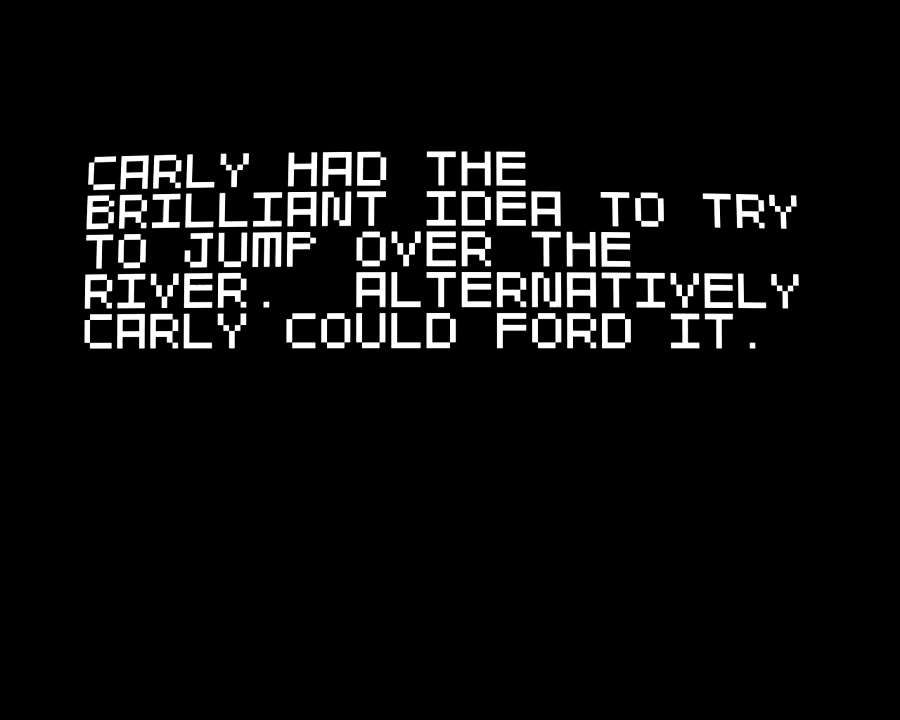 CARLY HAD THE
BRILLIANT IDEA TO TRY
TO JUMP OVER THE
RIVER.  ALTERNATIVELY
CARLY COULD FORD IT.